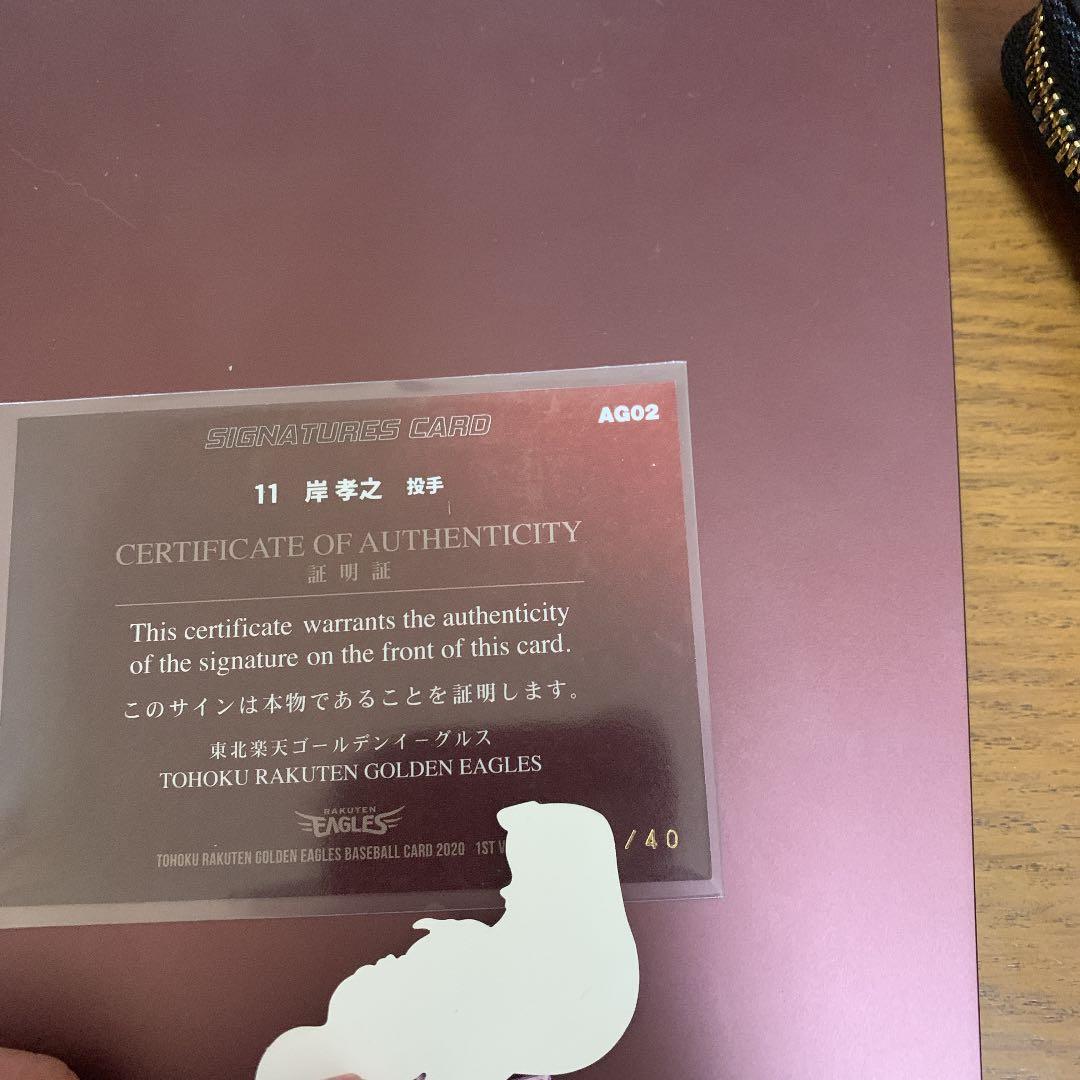 SIGNATURES CARD
AG02
11 岸 孝之 投手
CERTIFICATE OF AUTHENTICITY
証明証
This certificate warrants the authenticity
of the signature on the front of this card.
このサインは本物であることを証明します。
東北楽天ゴールデンイーグルス
TOHOKU RAKUTEN GOLDEN EAGLES
RAKUTEN
EAGLES
TOHOKU RAKUTEN GOLDEN EAGLES BASEBALL CARD 2020 1ST
/40